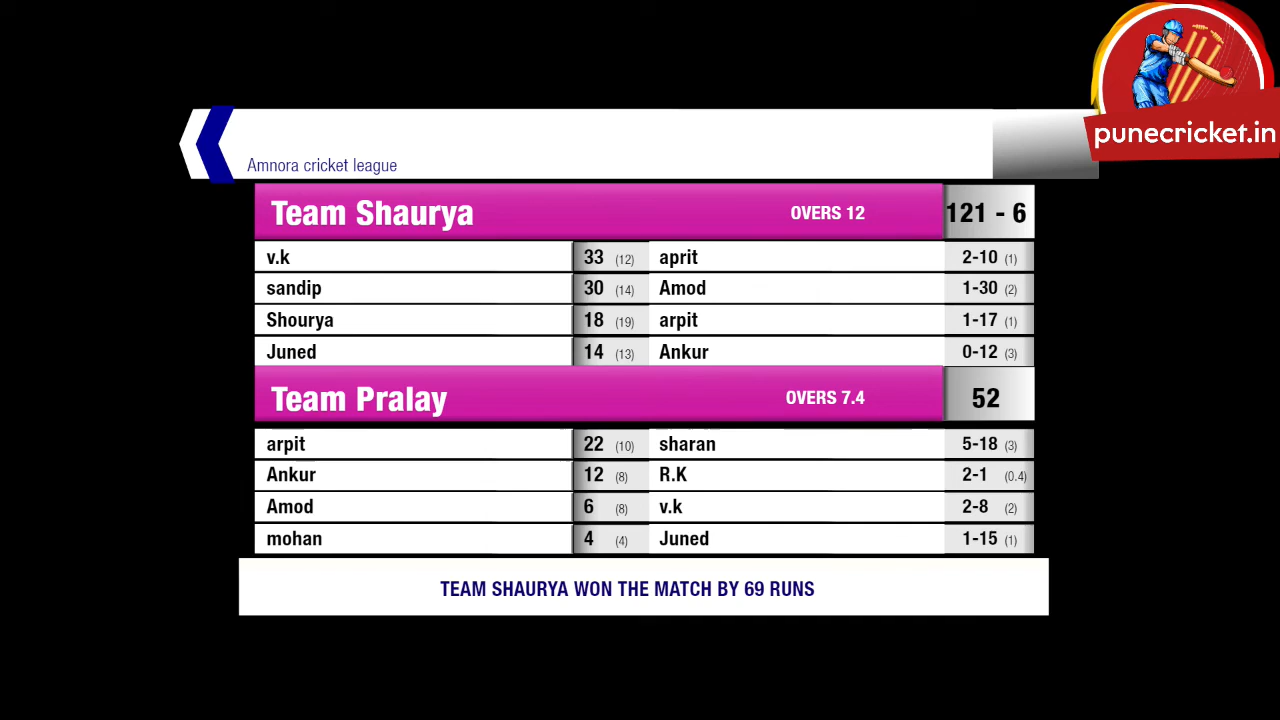 punecricket.in
Amnora cricket league
Team Shaurya OVERS 12 121 - 6
v.k 33 (12) aprit 2-10 (1)
sandip 30 (14) Amod 1-30 (2)
Shourya 18 (19) arpit 1-17 (1)
Juned 14 (13) Ankur 0-12 (3)
Team Pralay OVERS 7.4 52
arpit 22 (10) sharan 5-18 (3)
Ankur 12 (8) R.K 2-1 (0.4)
Amod 6 (8) v.k 2-8 (2)
mohan 4 (4) Juned 1-15 (1)
TEAM SHAURYA WON THE MATCH BY 69 RUNS